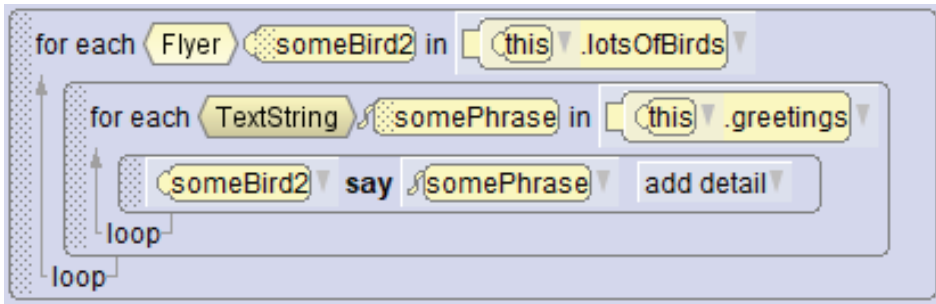 for each Flyer someBird2 in this .lotsOfBirds
for each TextString somePhrase in this .greetings
someBird2 say somePhrase add detail
loop
loop